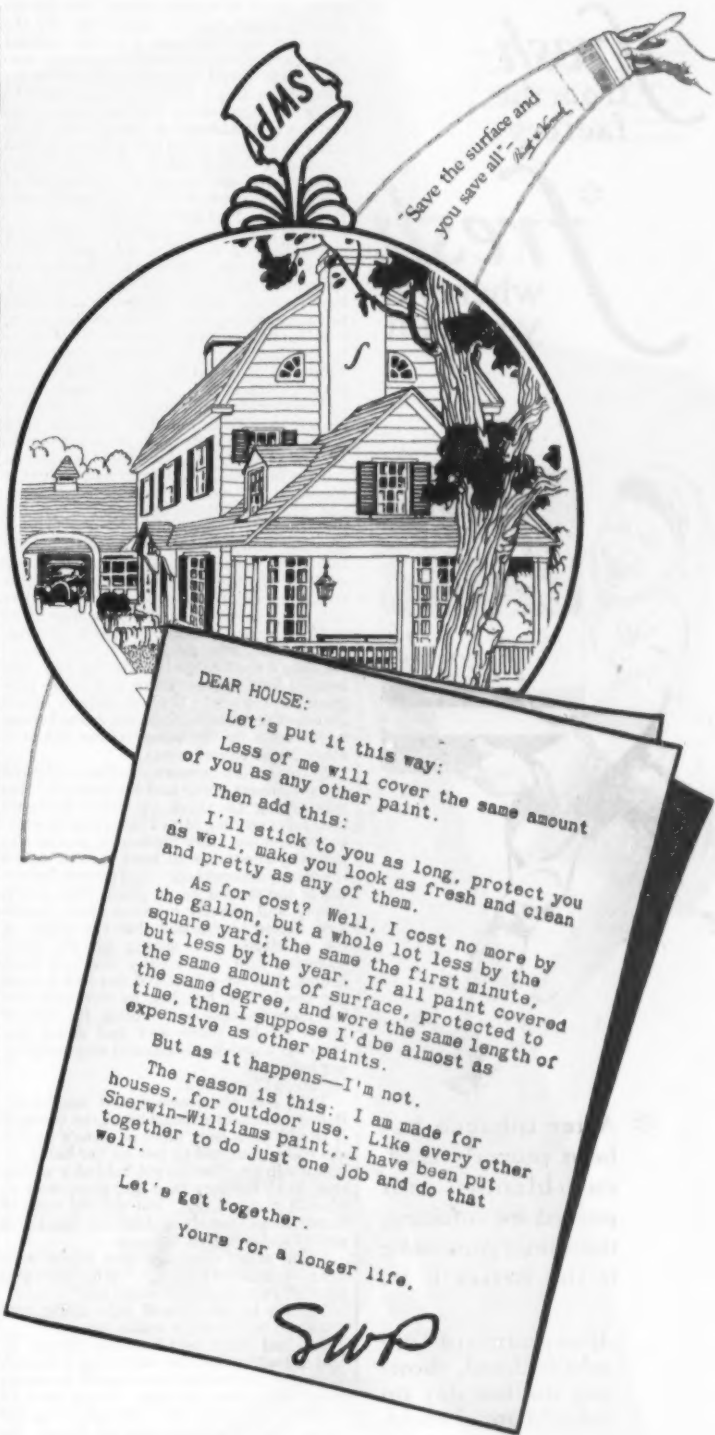 SWP
"Save the surface and
you save all"-
DEAR HOUSE:
Let's put it this way:
Less of me will cover the same amount
of you as any other paint.
Then add this:
I'll stick to you as long, protect you
as well, make you look as fresh and clean
and pretty as any of them.
As for cost? Well, I cost no more by
the gallon, but a whole lot less by the
square yard; the same the first minute,
but less by the year. If all paint covered
the same amount of surface, protected to
the same degree, and wore the same length of
time, then I suppose I'd be almost as
expensive as other paints.
But as it happens—I'm not.
The reason is this: I am made for
houses, for outdoor use. Like every other
Sherwin-Williams paint, I have been put
together to do just one job and do that
well.
Let's get together.
Yours for a longer life,
SWP